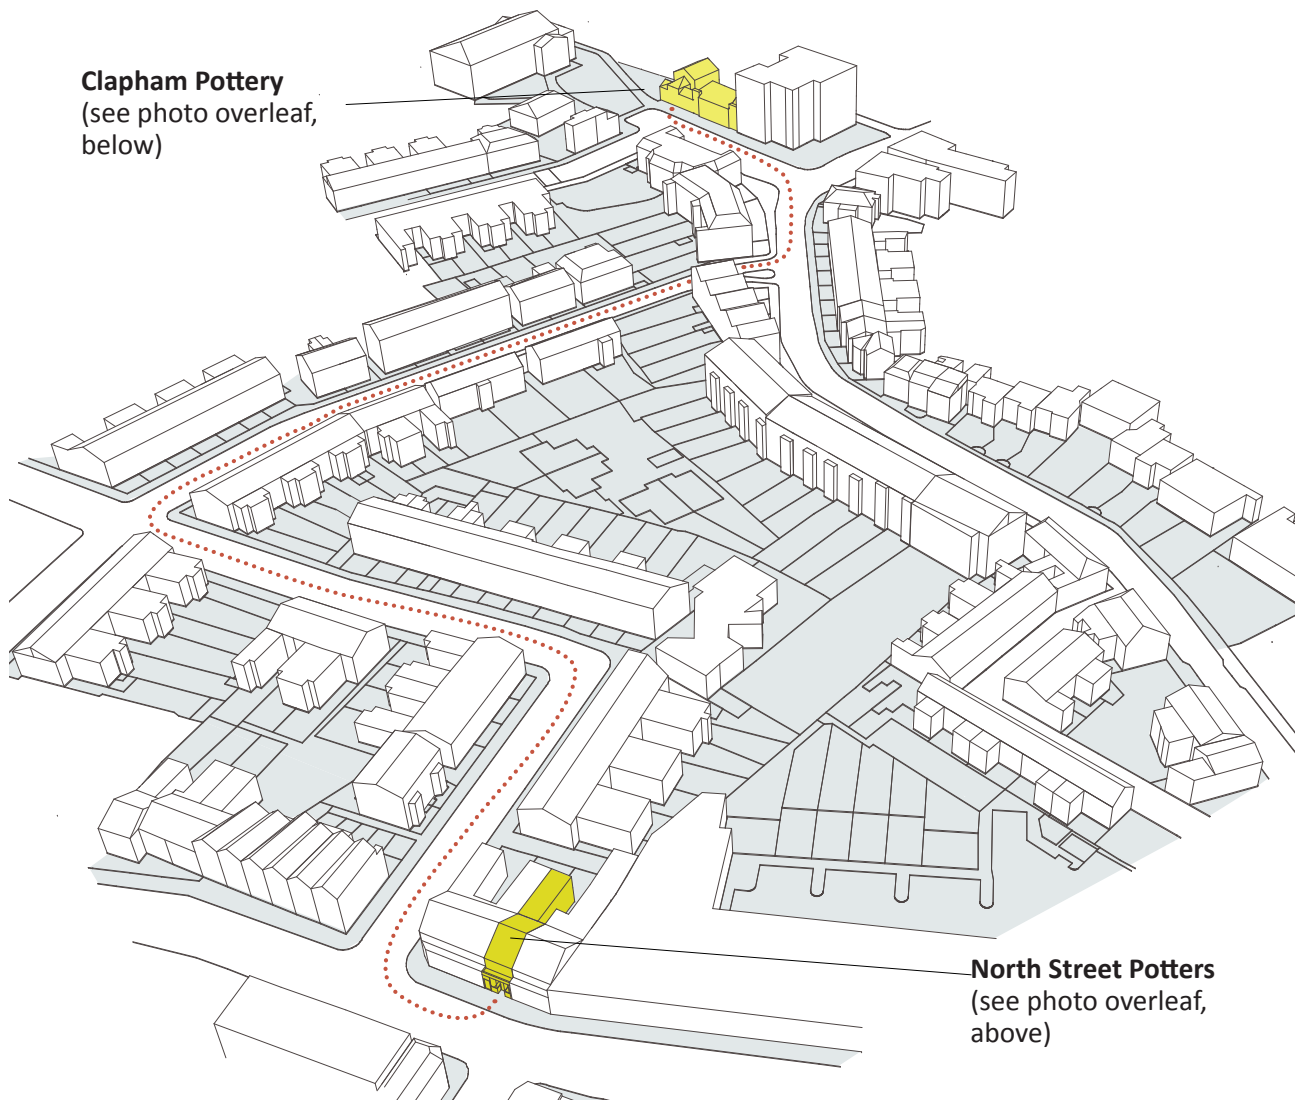 Clapham Pottery
(see photo overleaf,
below)
North Street Potters
(see photo overleaf,
above)